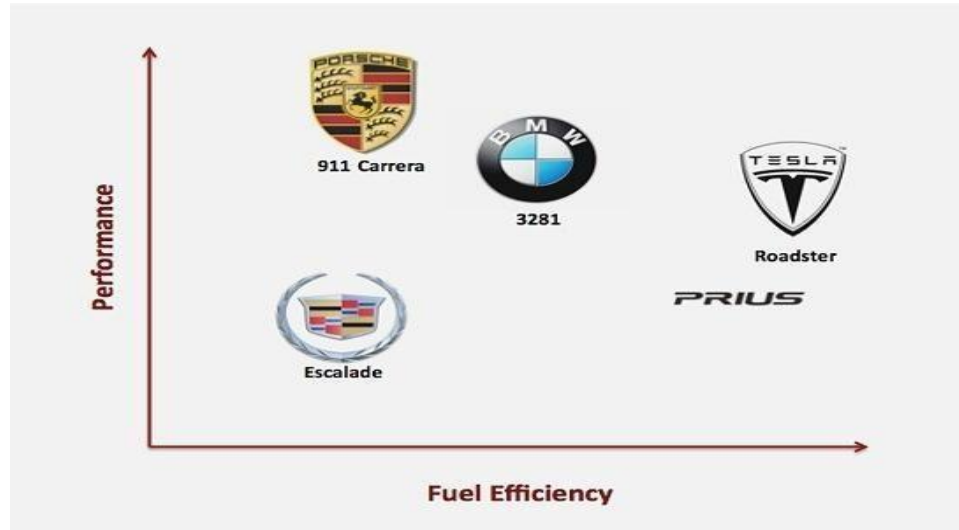 PORSCHE
911 Carrera
BMW
3281
TESLA
Roadster
PRIUS
Escalade
Performance
Fuel Efficiency